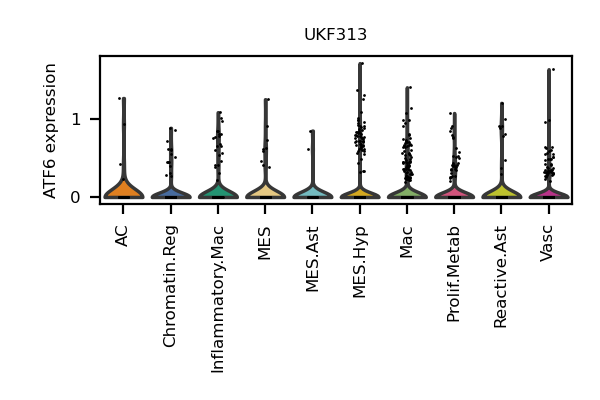 UKF313
ATF6 expression
1
0
AC
Chromatin.Reg
Inflammatory.Mac
MES
MES.Ast
MES.Hyp
Mac
Prolif.Metab
Reactive.Ast
Vasc